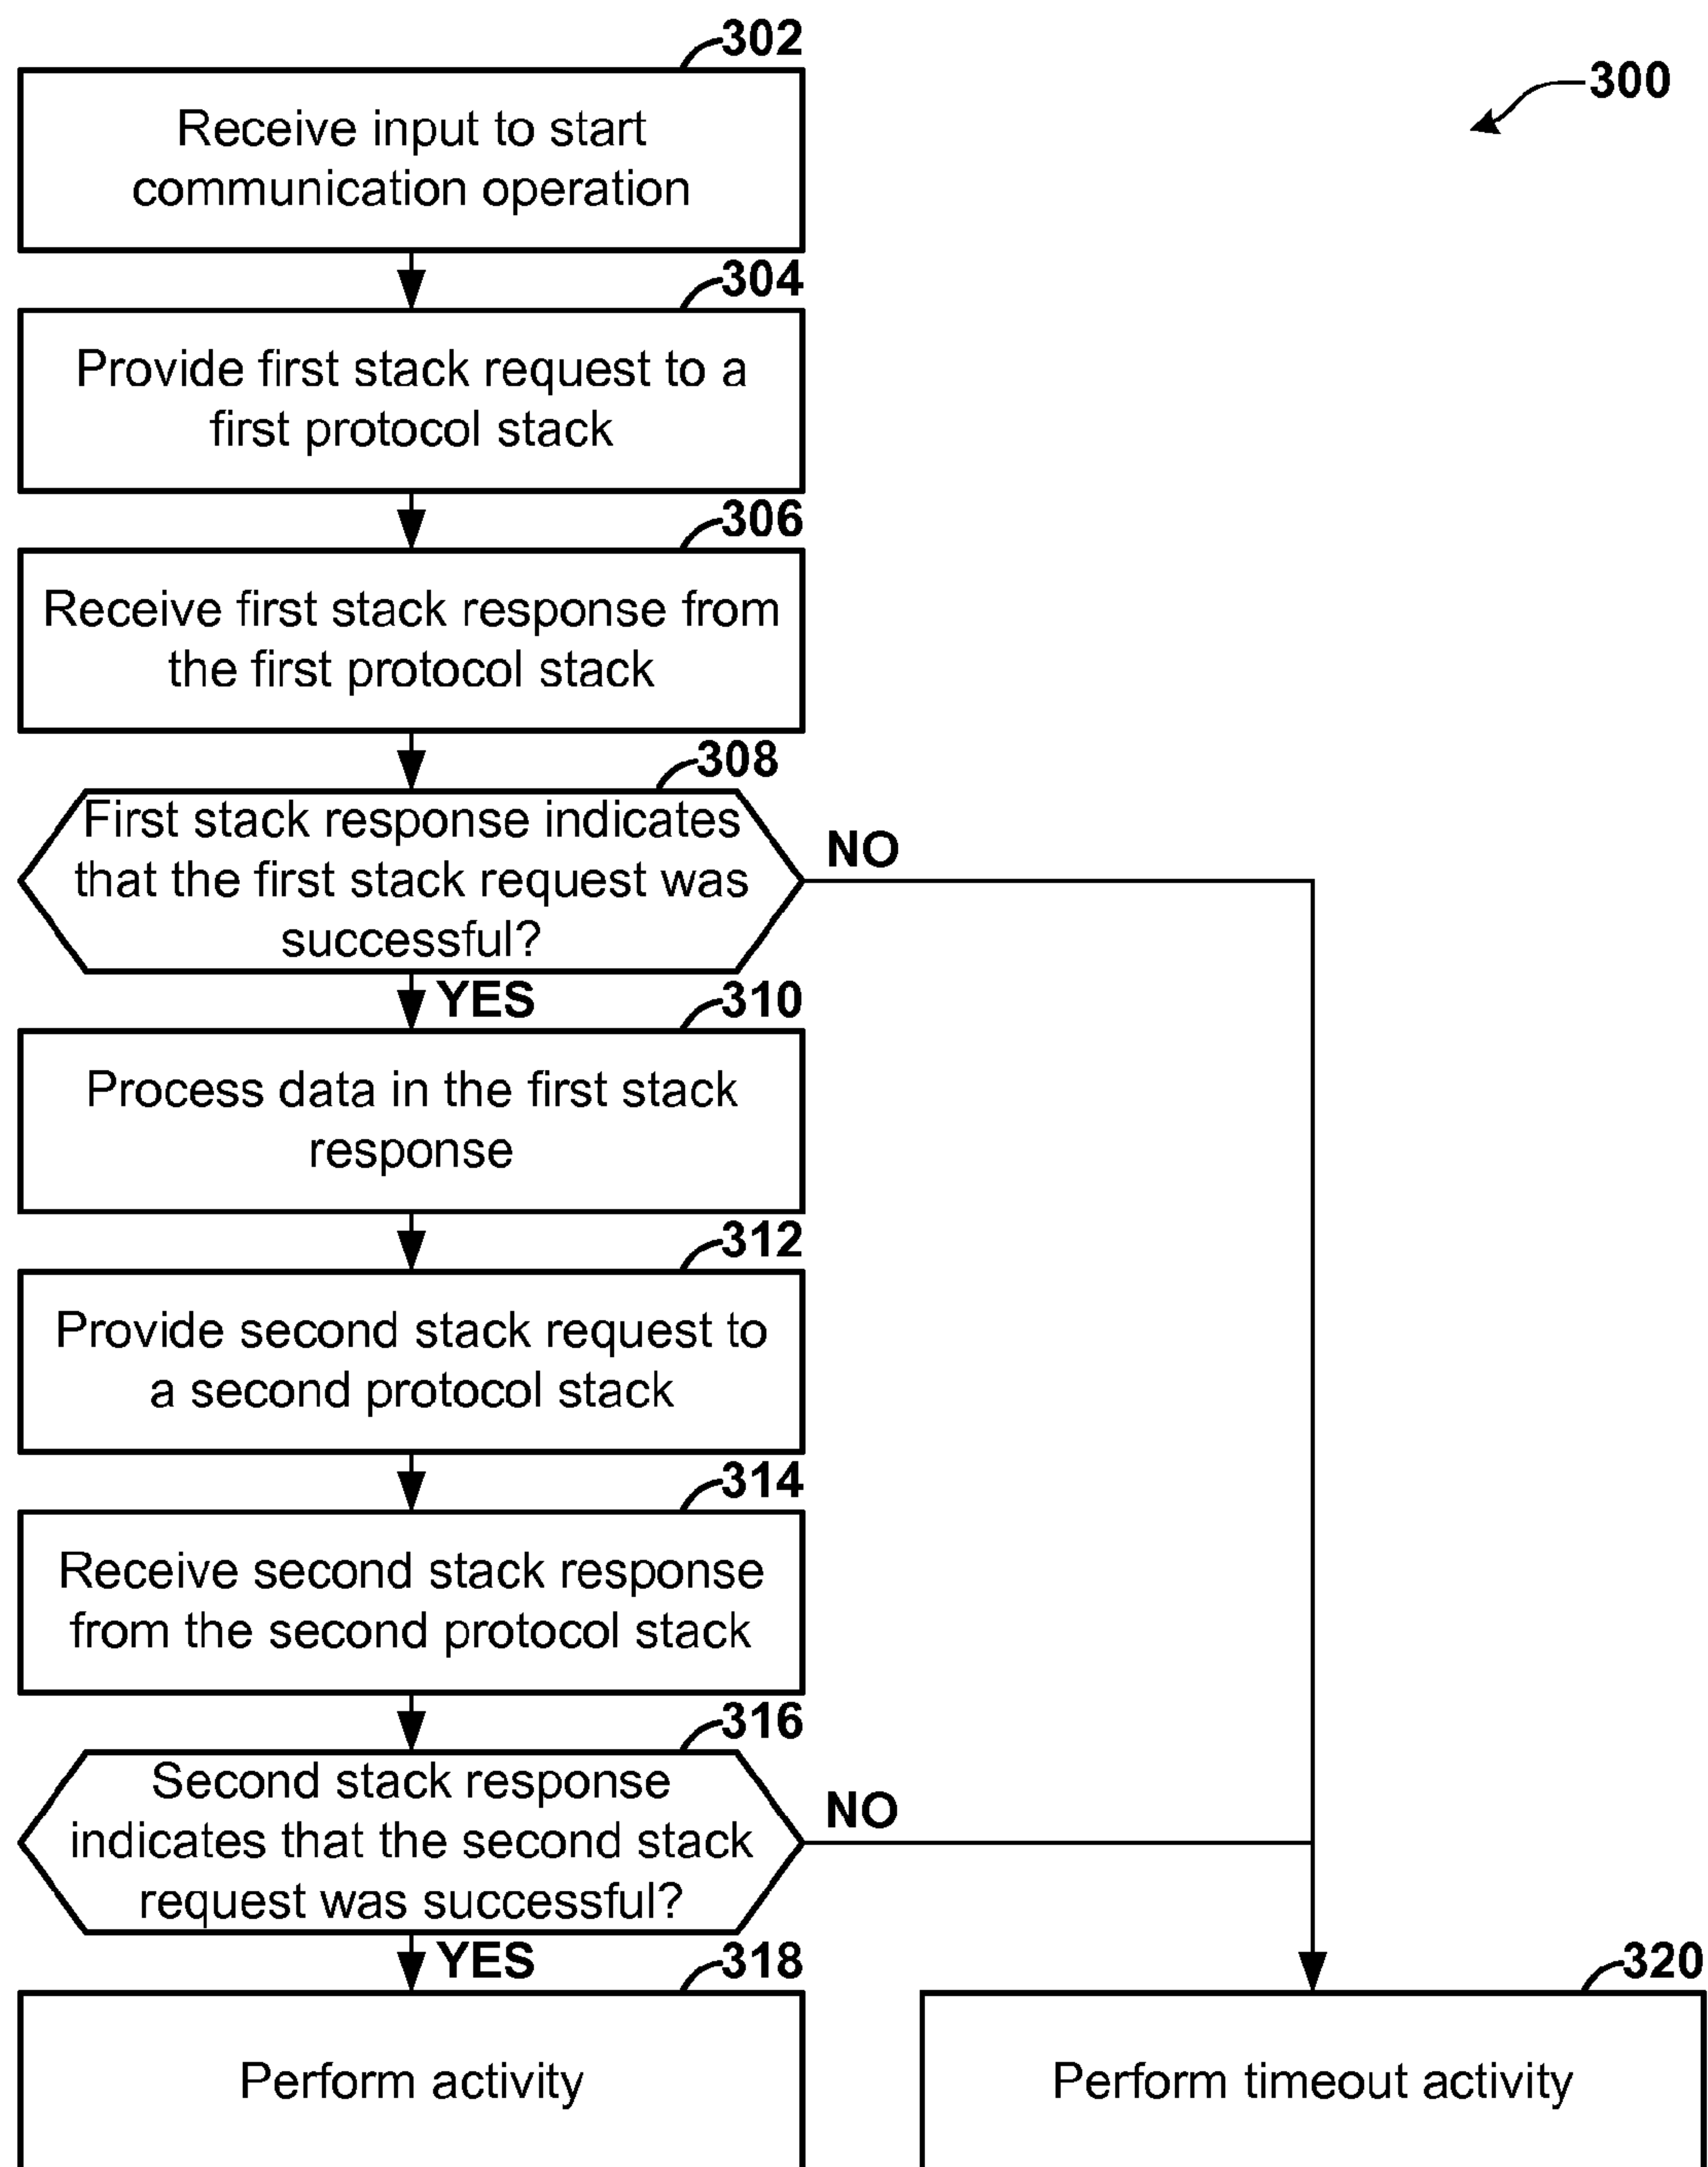 302
300
Receive input to start
communication operation
304
Provide first stack request to a
first protocol stack
306
Receive first stack response from
the first protocol stack
308
First stack response indicates
that the first stack request was
successful?
NO
YES
310
Process data in the first stack
response
312
Provide second stack request to
a second protocol stack
314
Receive second stack response
from the second protocol stack
316
Second stack response
indicates that the second stack
request was successful?
NO
YES
318
320
Perform activity
Perform timeout activity